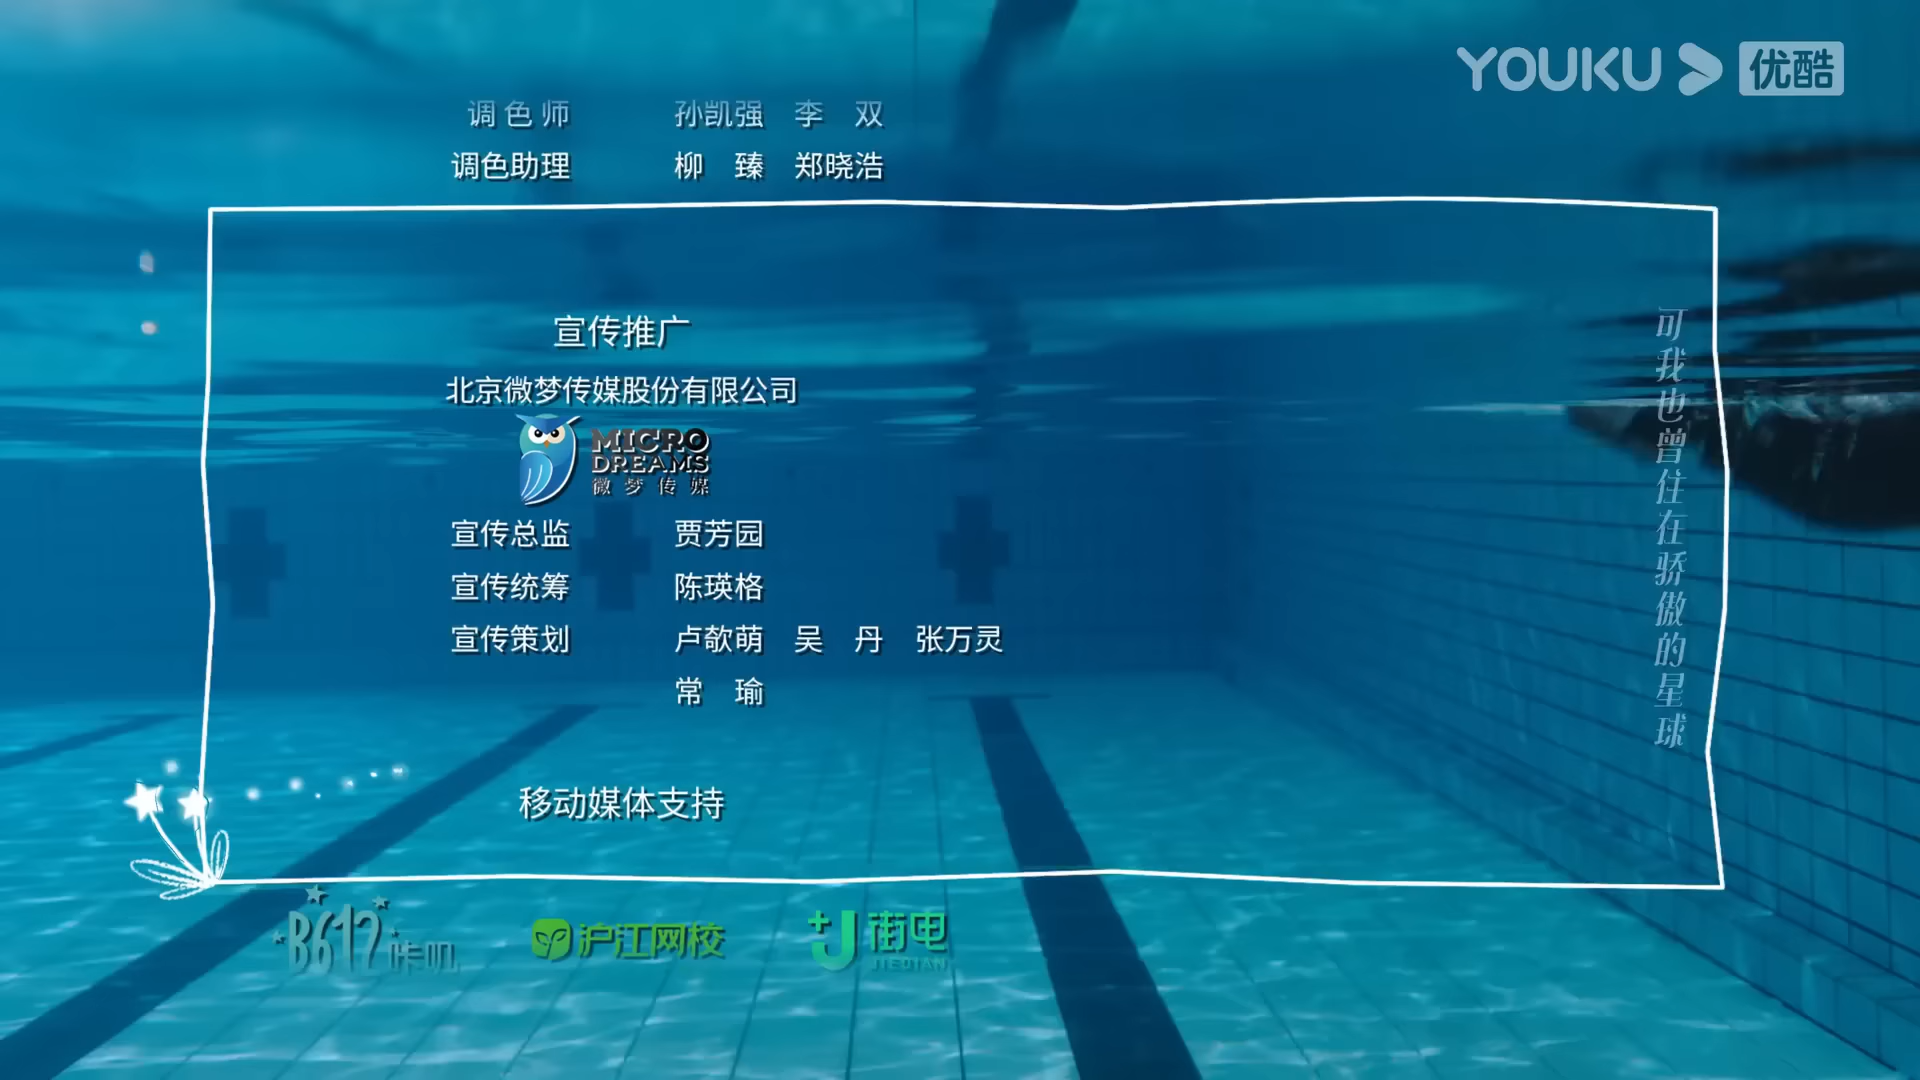 YOUKU 优酷
调色师 孙凯强 李 双
调色助理 柳 臻 郑晓浩
宣传推广
北京微梦传媒股份有限公司
MICRO
DREAMS
微梦传媒
宣传总监 贾芳园
宣传统筹 陈瑛格
宣传策划 卢欹萌 吴 丹 张万灵
常 瑜
移动媒体支持
B612咔叽 沪江网校 街电
JIEDIAN
可我也曾住在骄傲的星球